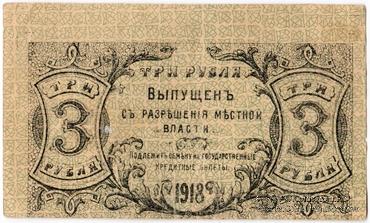 ТРИ РУБЛЯ
ВЫПУЩЕНЪ
СЪ РАЗРѢШЕНІЯ МѢСТНОЙ
ВЛАСТИ.
ПОДЛЕЖИТЪ ОБМѢНУ НА ГОСУДАРСТВЕННЫЕ
КРЕДИТНЫЕ БИЛЕТЫ.
1918
ТРИ
3
РУБЛЯ
ТРИ
3
РУБЛЯ